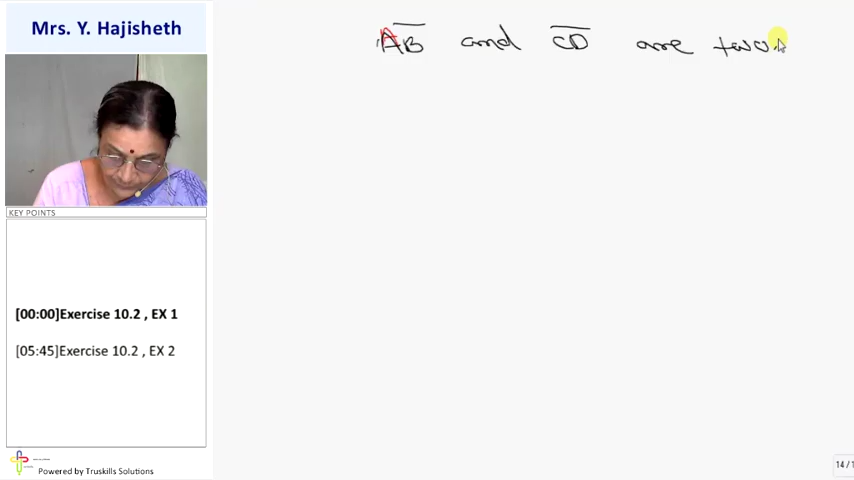 Mrs. Y. Hajisheth
AB and CD are two
KEY POINTS
[00:00]Exercise 10.2 , EX 1
[05:45]Exercise 10.2 , EX 2
Powered by Truskills Solutions
14 / 1